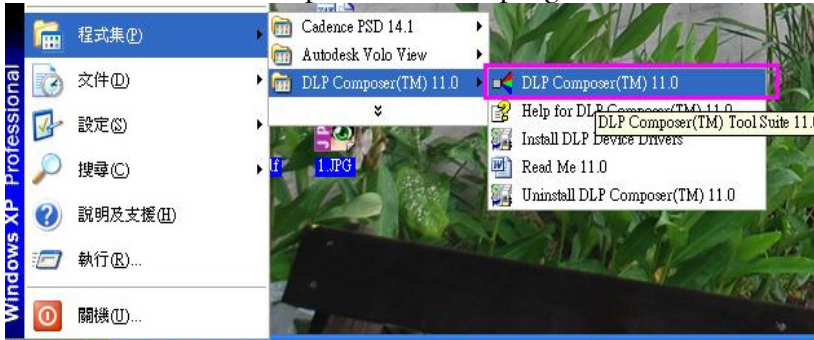 程式集(P)
文件(D)
設定(S)
搜尋(C)
說明及支援(H)
執行(R)...
關機(U)...
Windows XP Professional
Cadence PSD 14.1
Autodesk Volo View
DLP Composer(TM) 11.0
DLP Composer(TM) 11.0
Help for DLP Composer(TM) 11.0
DLP Composer(TM) Tool Suite 11.0
Install DLP Device Drivers
Read Me 11.0
Uninstall DLP Composer(TM) 11.0
1.JPG